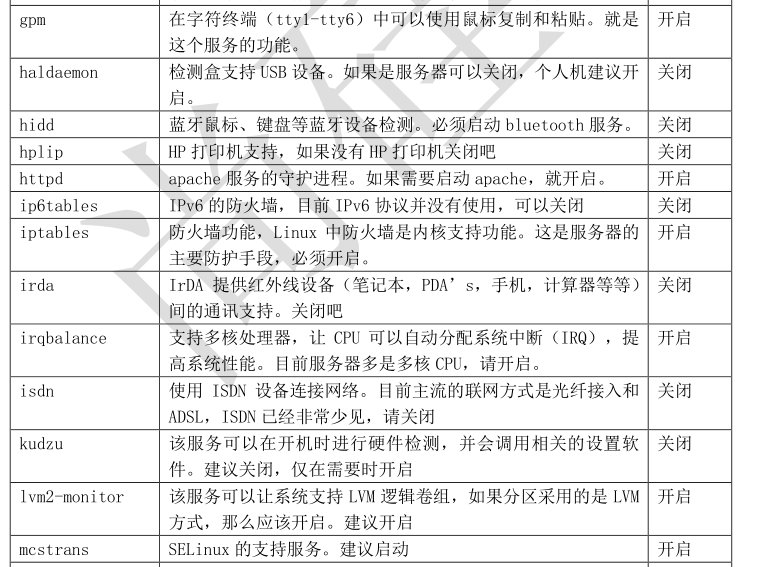 gpm 在字符终端（tty1-tty6）中可以使用鼠标复制和粘贴。就是 开启
这个服务的功能。
haldaemon 检测盒支持 USB 设备。如果是服务器可以关闭，个人机建议开 关闭
启。
hidd 蓝牙鼠标、键盘等蓝牙设备检测。必须启动 bluetooth 服务。 关闭
hplip HP 打印机支持，如果没有 HP 打印机关闭吧 关闭
httpd apache 服务的守护进程。如果需要启动 apache，就开启。 开启
ip6tables IPv6 的防火墙，目前 IPv6 协议并没有使用，可以关闭 关闭
iptables 防火墙功能，Linux 中防火墙是内核支持功能。这是服务器的 开启
主要防护手段，必须开启。
irda IrDA 提供红外线设备（笔记本，PDA’s，手机，计算器等等） 关闭
间的通讯支持。关闭吧
irqbalance 支持多核处理器，让 CPU 可以自动分配系统中断（IRQ），提 开启
高系统性能。目前服务器多是多核 CPU，请开启。
isdn 使用 ISDN 设备连接网络。目前主流的联网方式是光纤接入和 关闭
ADSL，ISDN 已经非常少见，请关闭
kudzu 该服务可以在开机时进行硬件检测，并会调用相关的设置软 关闭
件。建议关闭，仅在需要时开启
lvm2-monitor 该服务可以让系统支持 LVM 逻辑卷组，如果分区采用的是 LVM 开启
方式，那么应该开启。建议开启
mcstrans SELinux 的支持服务。建议启动 开启